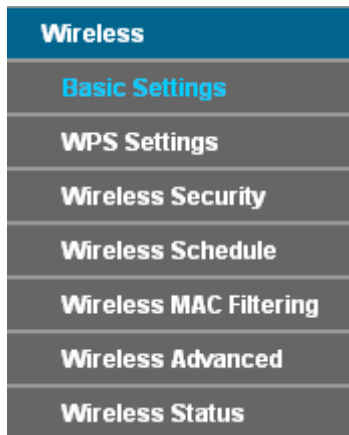 Wireless
Basic Settings
WPS Settings
Wireless Security
Wireless Schedule
Wireless MAC Filtering
Wireless Advanced
Wireless Status